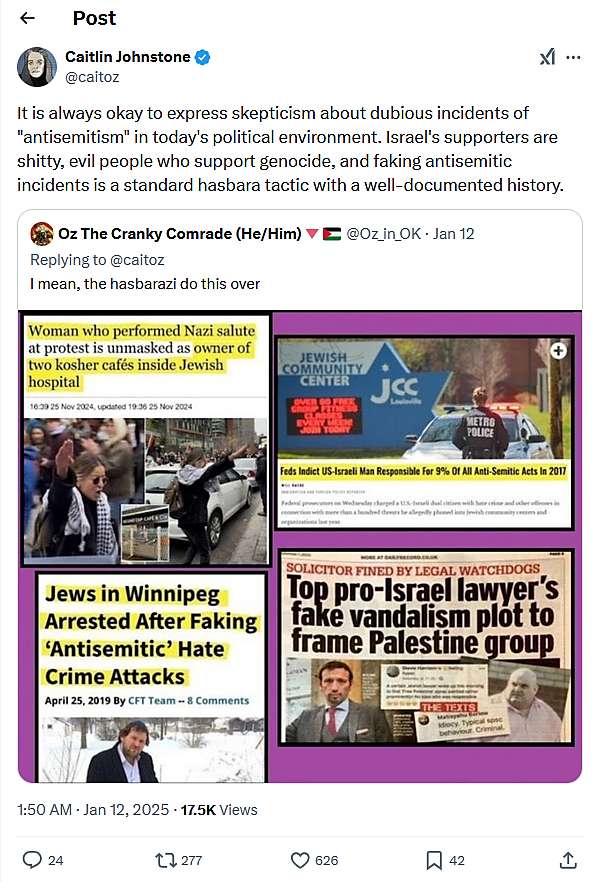 Post
Caitlin Johnstone
@caitoz
It is always okay to express skepticism about dubious incidents of
"antisemitism" in today's political environment. Israel's supporters are
shitty, evil people who support genocide, and faking antisemitic
incidents is a standard hasbara tactic with a well-documented history.
Oz The Cranky Comrade (He/Him) 🔻 🇵🇸 @Oz_in_OK · Jan 12
Replying to @caitoz
I mean, the hasbarazi do this over
Woman who performed Nazi salute
at protest is unmasked as owner of
two kosher cafés inside Jewish
hospital
16:39 25 Nov 2024, updated 19:36 25 Nov 2024
JEWISH
COMMUNITY
CENTER
JCC
Louisville
OVER 60 FREE
GROUP FITNESS
CLASSES
EVERY WEEK!
JOIN TODAY!
METRO
POLICE
Feds Indict US-Israeli Man Responsible For 9% Of All Anti-Semitic Acts In 2017
Federal prosecutors on Wednesday charged a U.S.-Israeli dual citizen with hate crime and other offenses in
connection with more than a hundred threats he allegedly phoned into Jewish community centers and
organizations last year
Jews in Winnipeg
Arrested After Faking
‘Antisemitic’ Hate
Crime Attacks
April 25, 2019 By CFT Team -- 8 Comments
MORE AT DAILYRECORD.CO.UK
SOLICITOR FINED BY LEGAL WATCHDOGS
Top pro-Israel lawyer's
fake vandalism plot to
frame Palestine group
THE TEXTS
Matthew Berlow
Idiocy. Typical spsc
behaviour. Criminal.
1:50 AM · Jan 12, 2025 · 17.5K Views
24
277
626
42